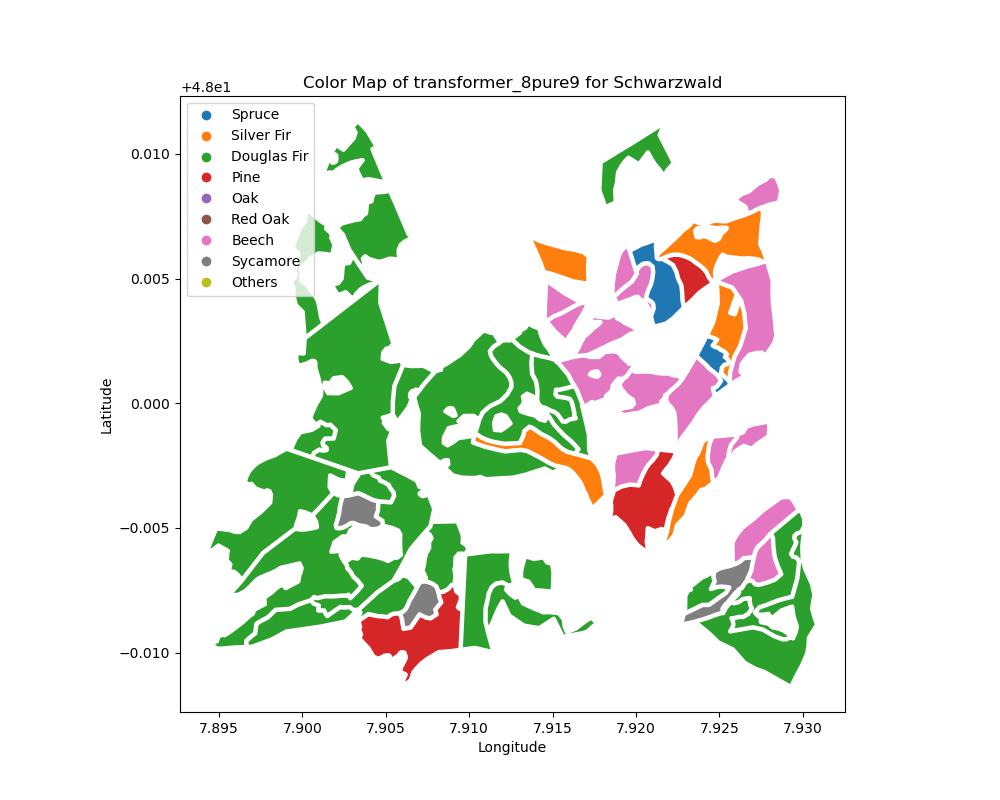 Color Map of transformer_8pure9 for Schwarzwald
+4.8e1
Spruce
Silver Fir
Douglas Fir
Pine
Oak
Red Oak
Beech
Sycamore
Others
0.010
0.005
0.000
−0.005
−0.010
Latitude
7.895 7.900 7.905 7.910 7.915 7.920 7.925 7.930
Longitude